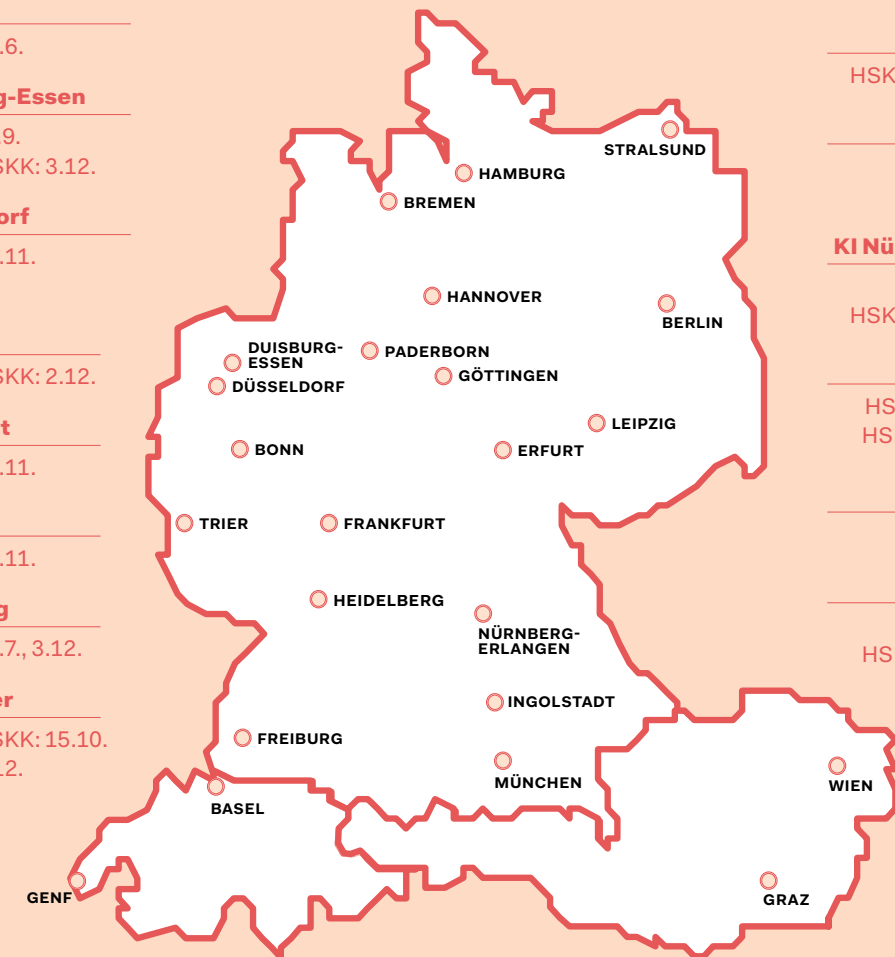 .6.
g-Essen
.9.
SKK: 3.12.
orf
.11.
SKK: 2.12.
t
.11.
.11.
g
.7., 3.12.
er
SKK: 15.10.
.2.
STRALSUND
HAMBURG
BREMEN
HANNOVER
BERLIN
DUISBURG-
ESSEN
PADERBORN
DÜSSELDORF
GÖTTINGEN
LEIPZIG
BONN
ERFURT
TRIER
FRANKFURT
HEIDELBERG
NÜRNBERG-
ERLANGEN
INGOLSTADT
FREIBURG
MÜNCHEN
BASEL
WIEN
GENF
GRAZ
HSK
KI Nü
HSK
HS
HS
HS